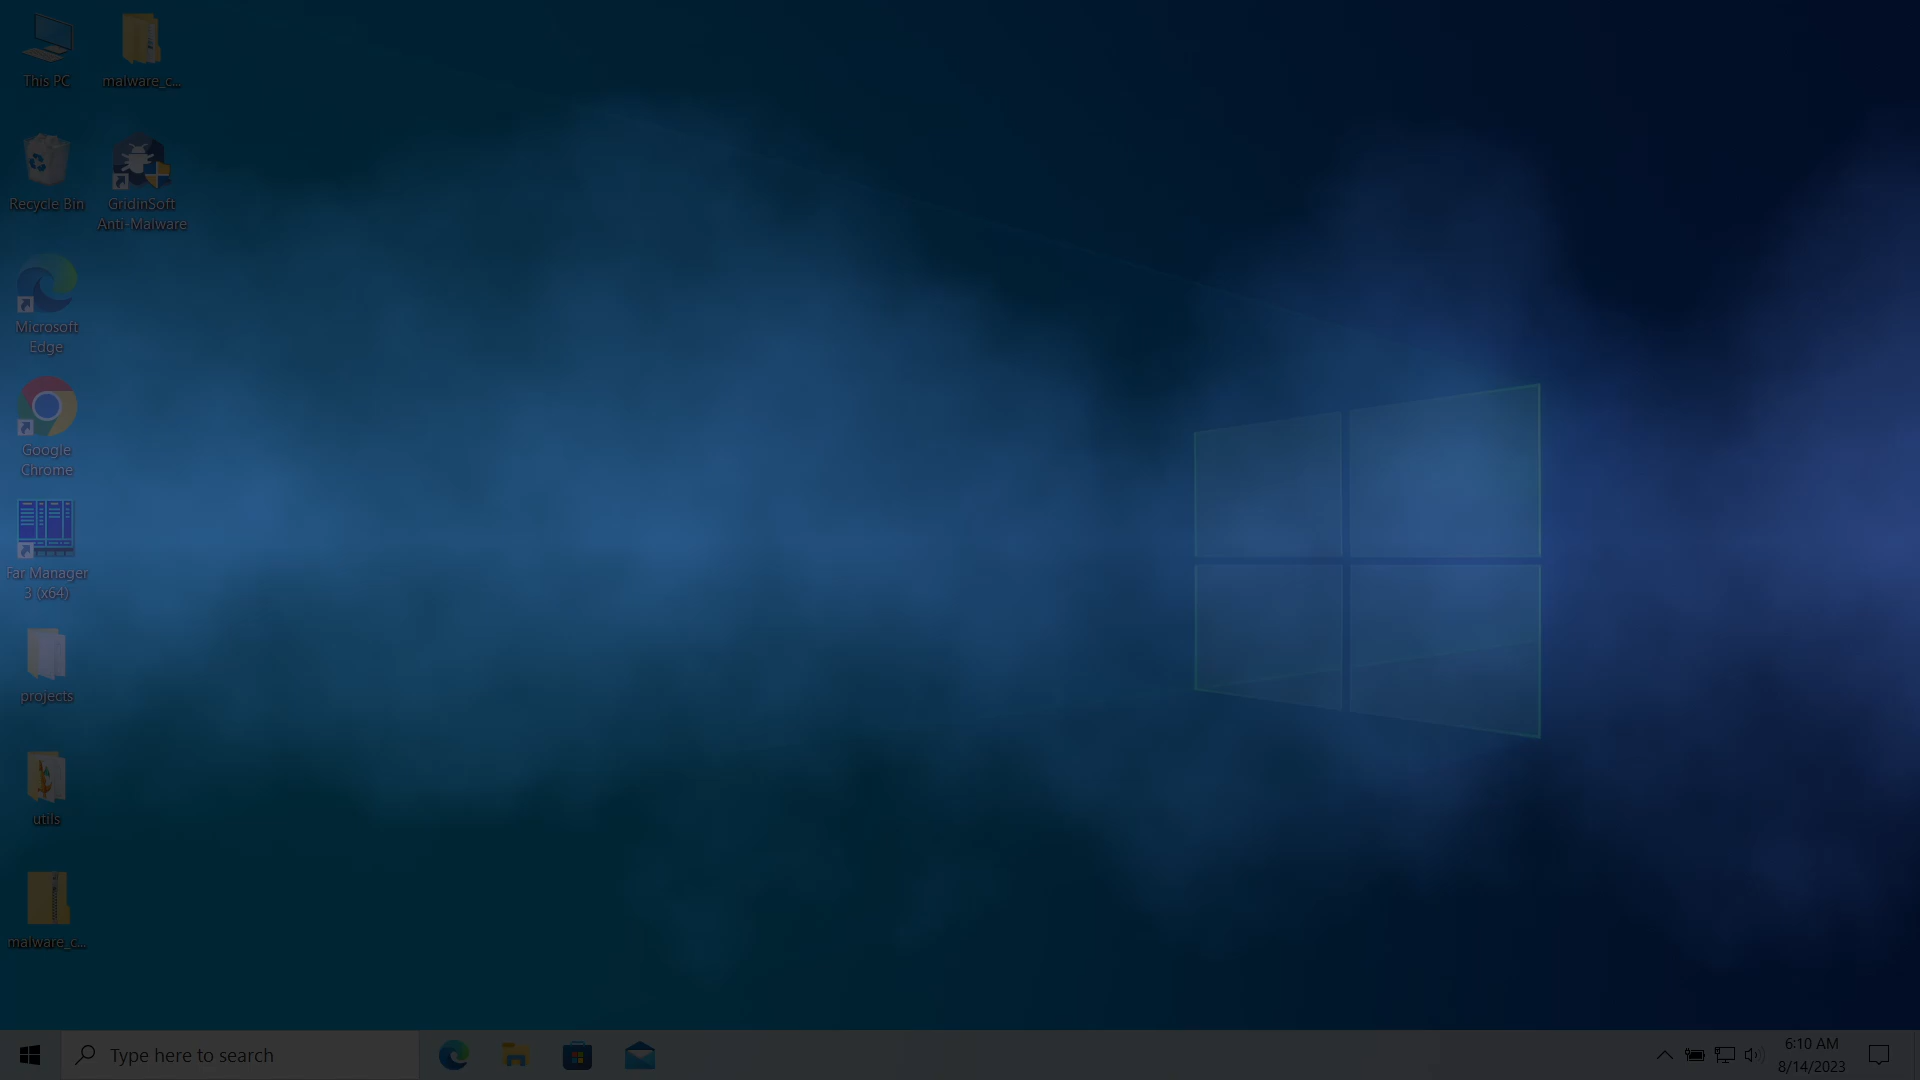 This PC
malware_c...
Recycle Bin
GridinSoft
Anti-Malware
Microsoft
Edge
Google
Chrome
Far Manager
3 (x64)
projects
utils
malware_c...
Type here to search
6:10 AM
8/14/2023